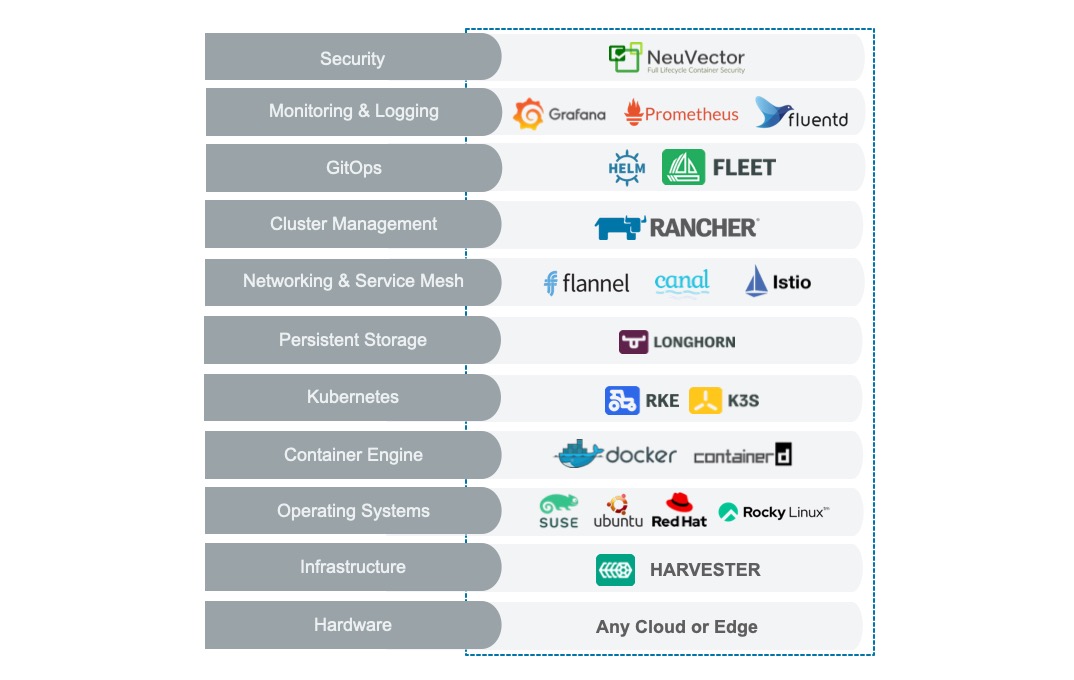 Security
NeuVector
Full Lifecycle Container Security
Monitoring & Logging
Grafana
Prometheus
fluentd
GitOps
HELM
FLEET
Cluster Management
RANCHER®
Networking & Service Mesh
flannel
canal
Istio
Persistent Storage
LONGHORN
Kubernetes
RKE
K3S
Container Engine
docker
containerd
Operating Systems
SUSE
ubuntu
Red Hat
Rocky Linux™
Infrastructure
HARVESTER
Hardware
Any Cloud or Edge